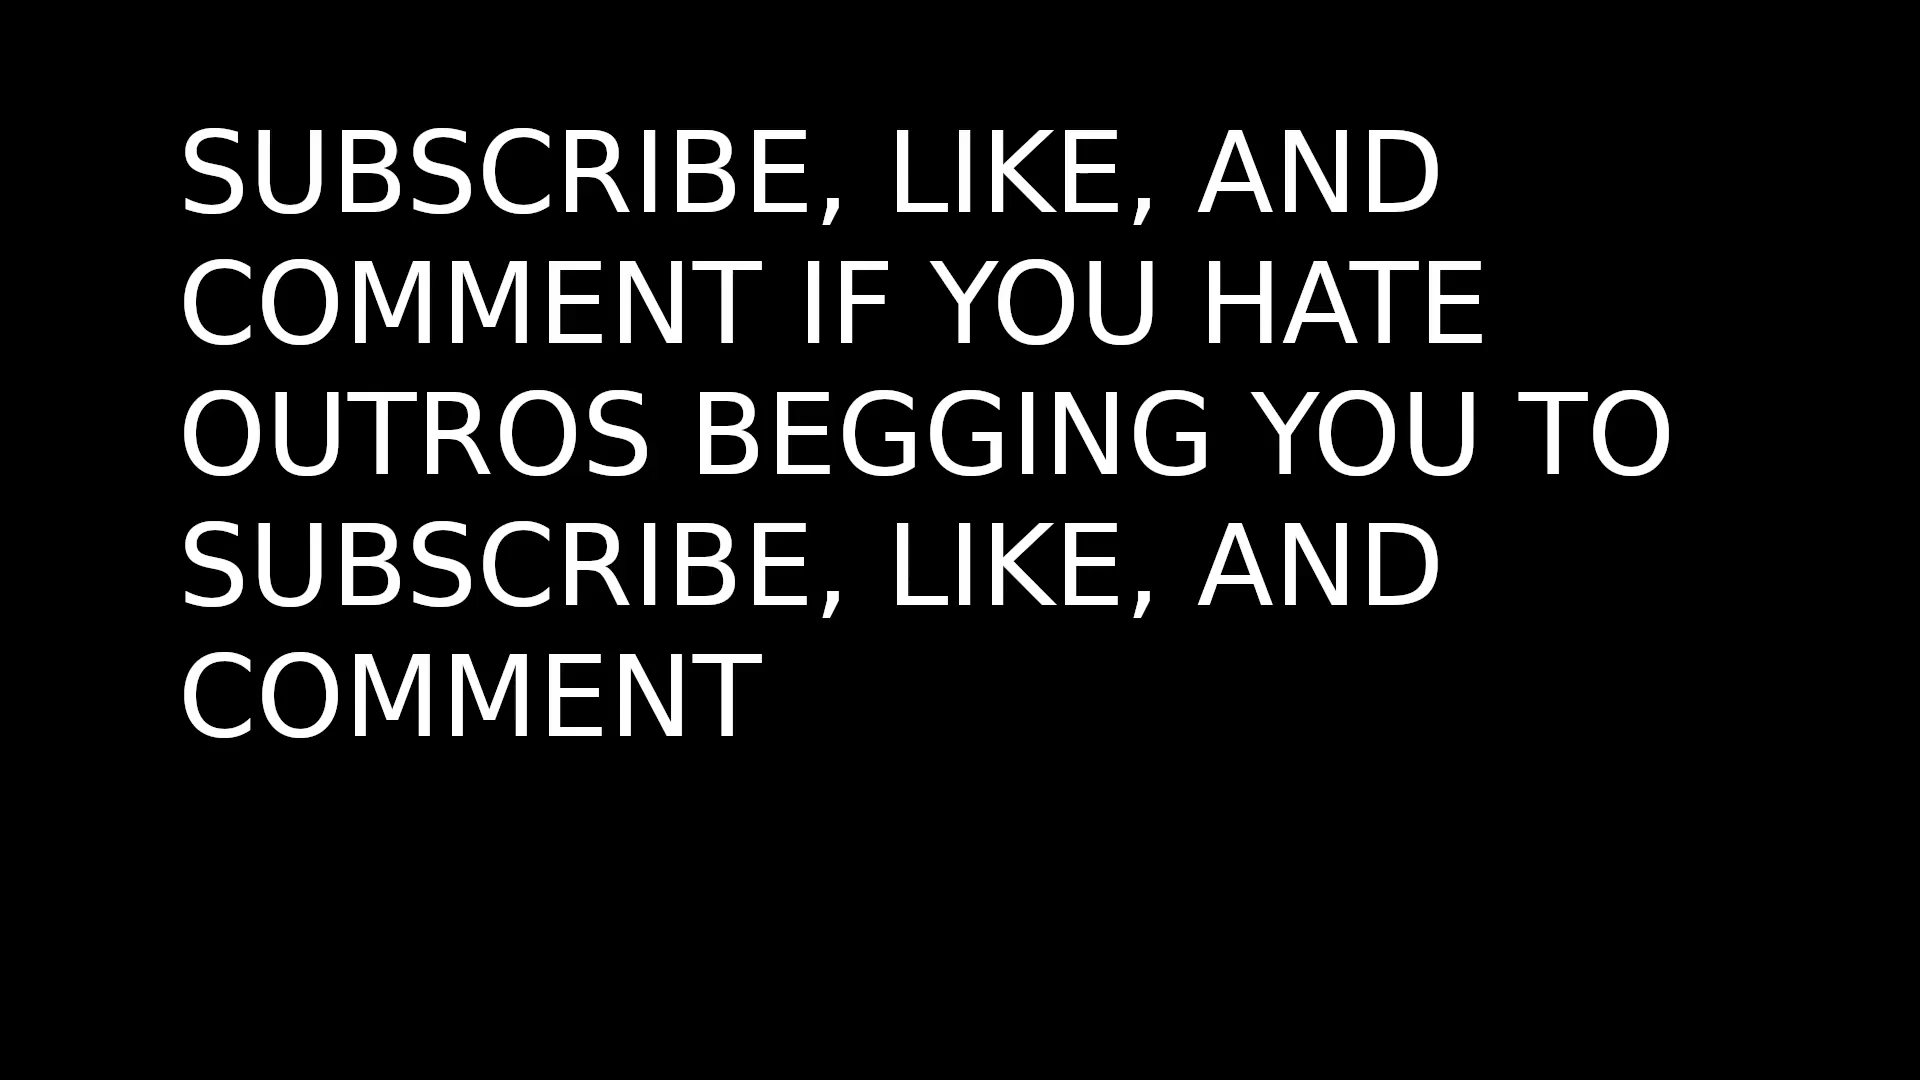 SUBSCRIBE, LIKE, AND
COMMENT IF YOU HATE
OUTROS BEGGING YOU TO
SUBSCRIBE, LIKE, AND
COMMENT